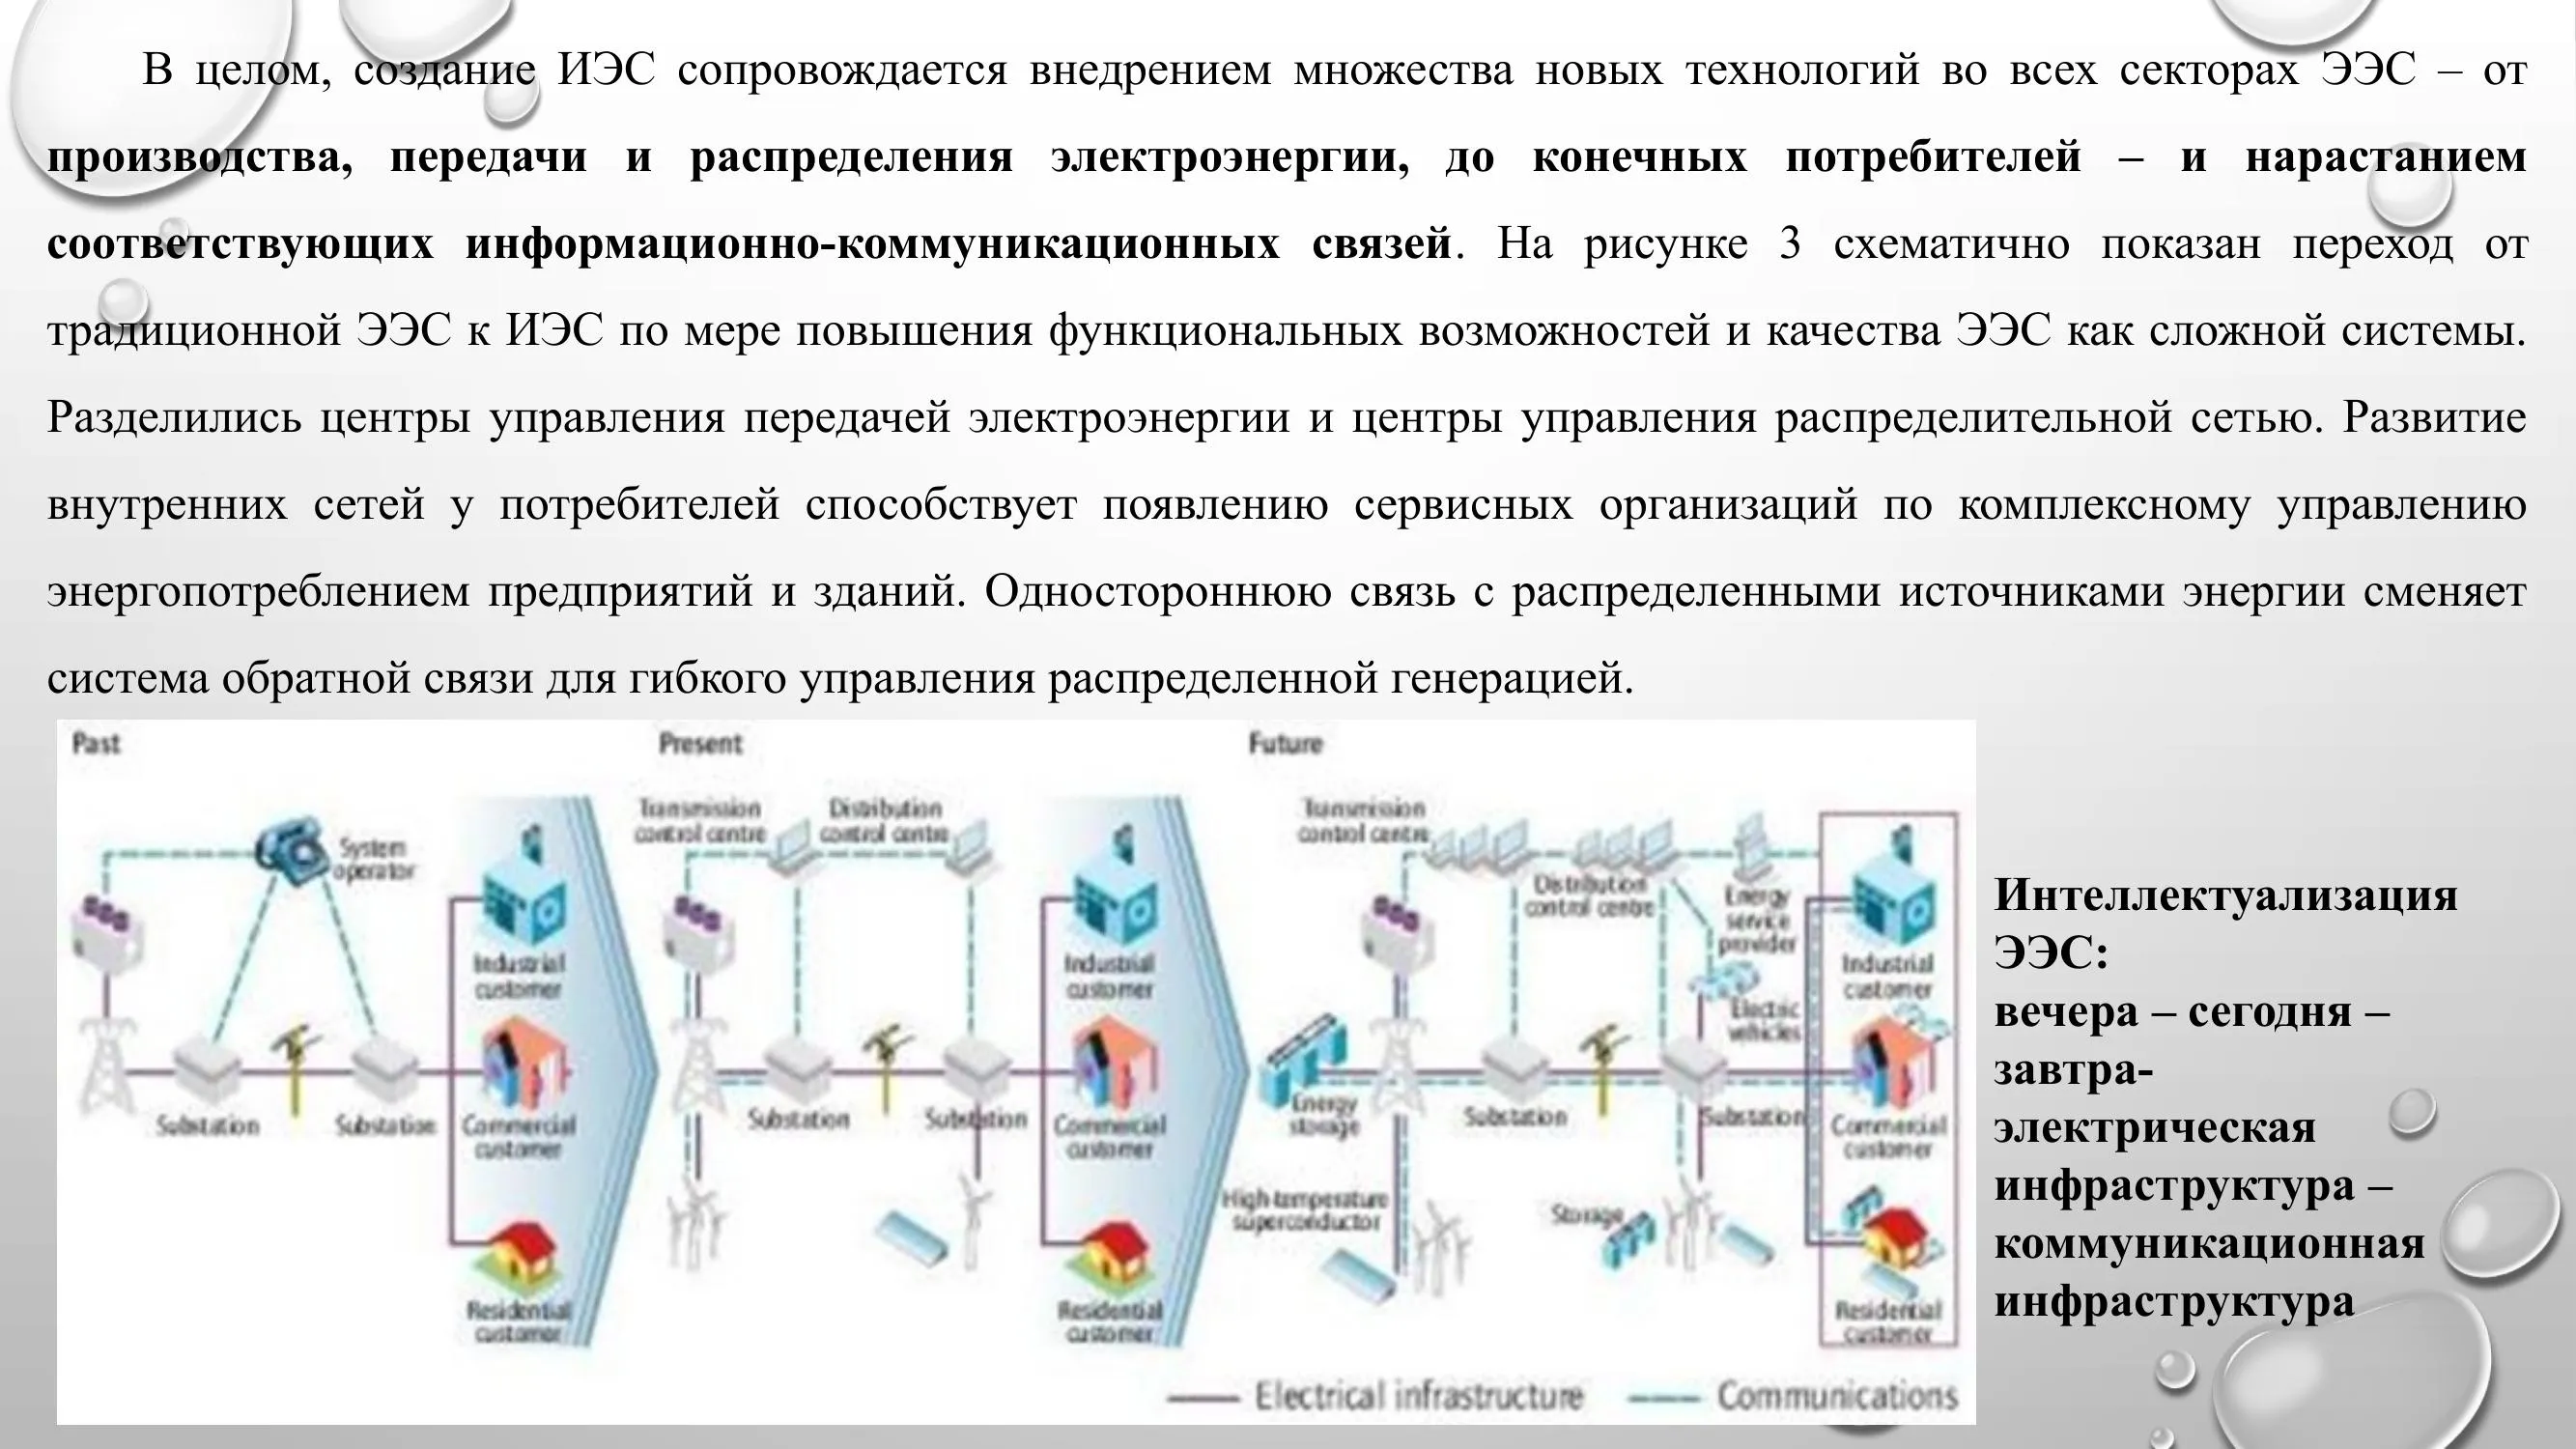 В целом, создание ИЭС сопровождается внедрением множества новых технологий во всех секторах ЭЭС – от
производства, передачи и распределения электроэнергии, до конечных потребителей – и нарастанием
соответствующих информационно-коммуникационных связей. На рисунке 3 схематично показан переход от
традиционной ЭЭС к ИЭС по мере повышения функциональных возможностей и качества ЭЭС как сложной системы.
Разделились центры управления передачей электроэнергии и центры управления распределительной сетью. Развитие
внутренних сетей у потребителей способствует появлению сервисных организаций по комплексному управлению
энергопотреблением предприятий и зданий. Одностороннюю связь с распределенными источниками энергии сменяет
система обратной связи для гибкого управления распределенной генерацией.
Past
System
operator
Substation
Substation
Industrial
customer
Commercial
customer
Residential
customer
Present
Transmission
control centre
Distribution
control centre
Substation
Substation
Industrial
customer
Commercial
customer
Residential
customer
Future
Transmission
control centre
Distribution
control centre
Energy
service
provider
Electric
vehicles
Energy
storage
Substation
Substation
High-temperature
superconductor
Storage
Industrial
customer
Commercial
customer
Residential
customer
Electrical infrastructure
Communications
Интеллектуализация
ЭЭС:
вечера – сегодня –
завтра-
электрическая
инфраструктура –
коммуникационная
инфраструктура